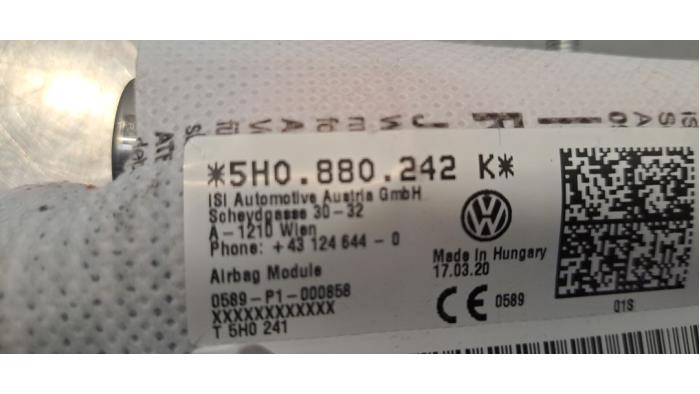 *5H0.880.242 K*
ISI Automotive Austria GmbH
Scheydgasse 30-32
A-1210 Wien
Phone: +43 124 644-0
Made In Hungary
17.03.20
Airbag Module
0589-P1-000858
XXXXXXXXXXXX
T 5H0 241
CE 0589
01S